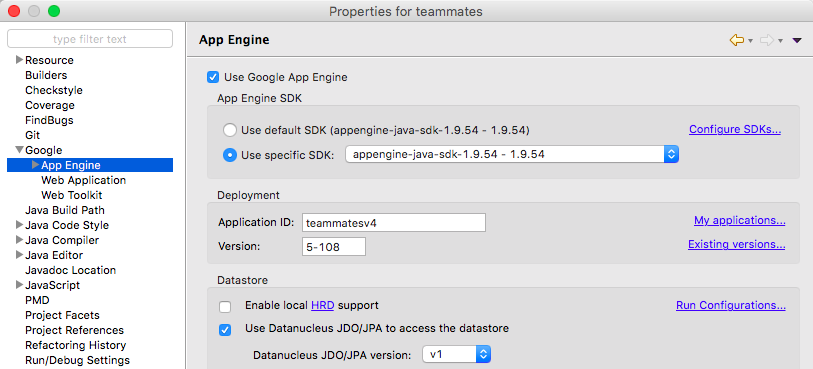 Properties for teammates
type filter text
Resource
Builders
Checkstyle
Coverage
FindBugs
Git
Google
App Engine
Web Application
Web Toolkit
Java Build Path
Java Code Style
Java Compiler
Java Editor
Javadoc Location
JavaScript
PMD
Project Facets
Project References
Refactoring History
Run/Debug Settings
App Engine
Use Google App Engine
App Engine SDK
Use default SDK (appengine-java-sdk-1.9.54 - 1.9.54)
Configure SDKs...
Use specific SDK: appengine-java-sdk-1.9.54 - 1.9.54
Deployment
Application ID: teammatesv4
My applications...
Version: 5-108
Existing versions...
Datastore
Enable local HRD support
Run Configurations...
Use Datanucleus JDO/JPA to access the datastore
Datanucleus JDO/JPA version: v1